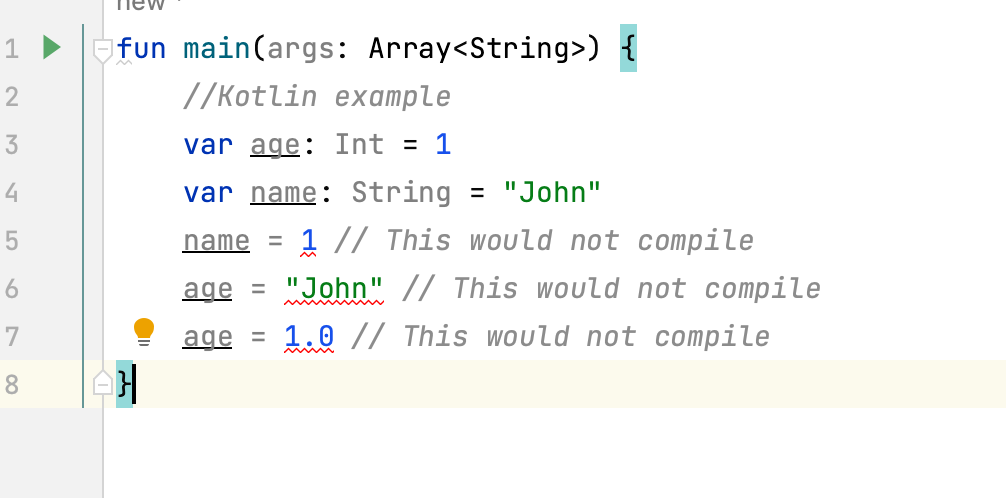 new
1 fun main(args: Array<String>) {
2 //Kotlin example
3 var age: Int = 1
4 var name: String = "John"
5 name = 1 // This would not compile
6 age = "John" // This would not compile
7 age = 1.0 // This would not compile
8 }